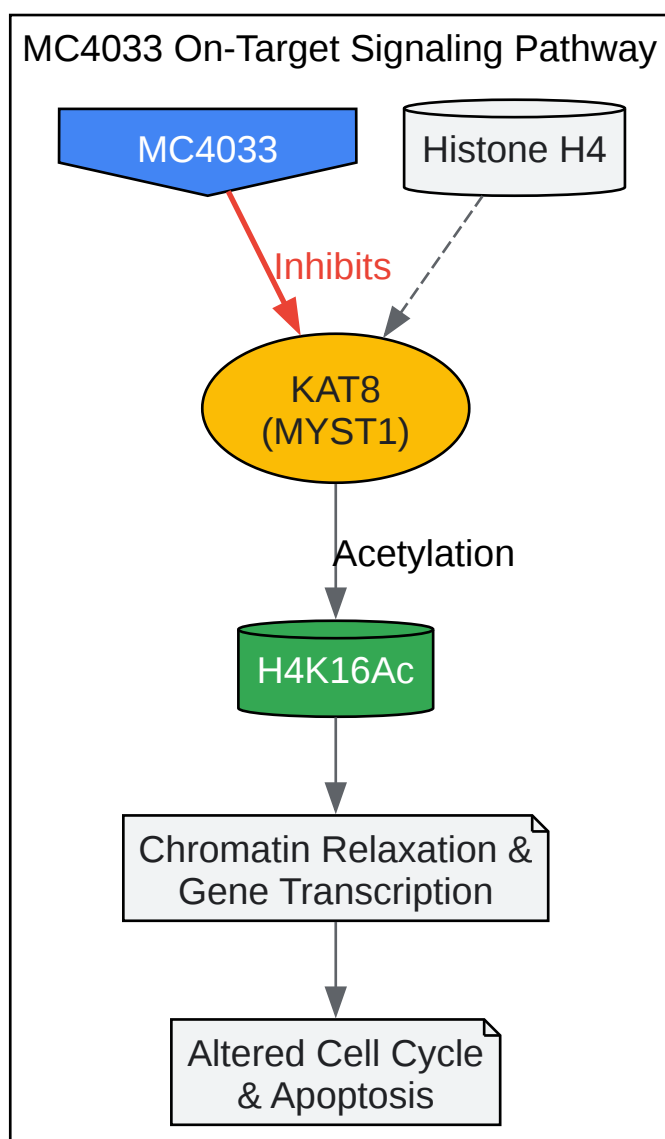 MC4033 On-Target Signaling Pathway
MC4033
Histone H4
Inhibits
KAT8
(MYST1)
Acetylation
H4K16Ac
Chromatin Relaxation &
Gene Transcription
Altered Cell Cycle
& Apoptosis